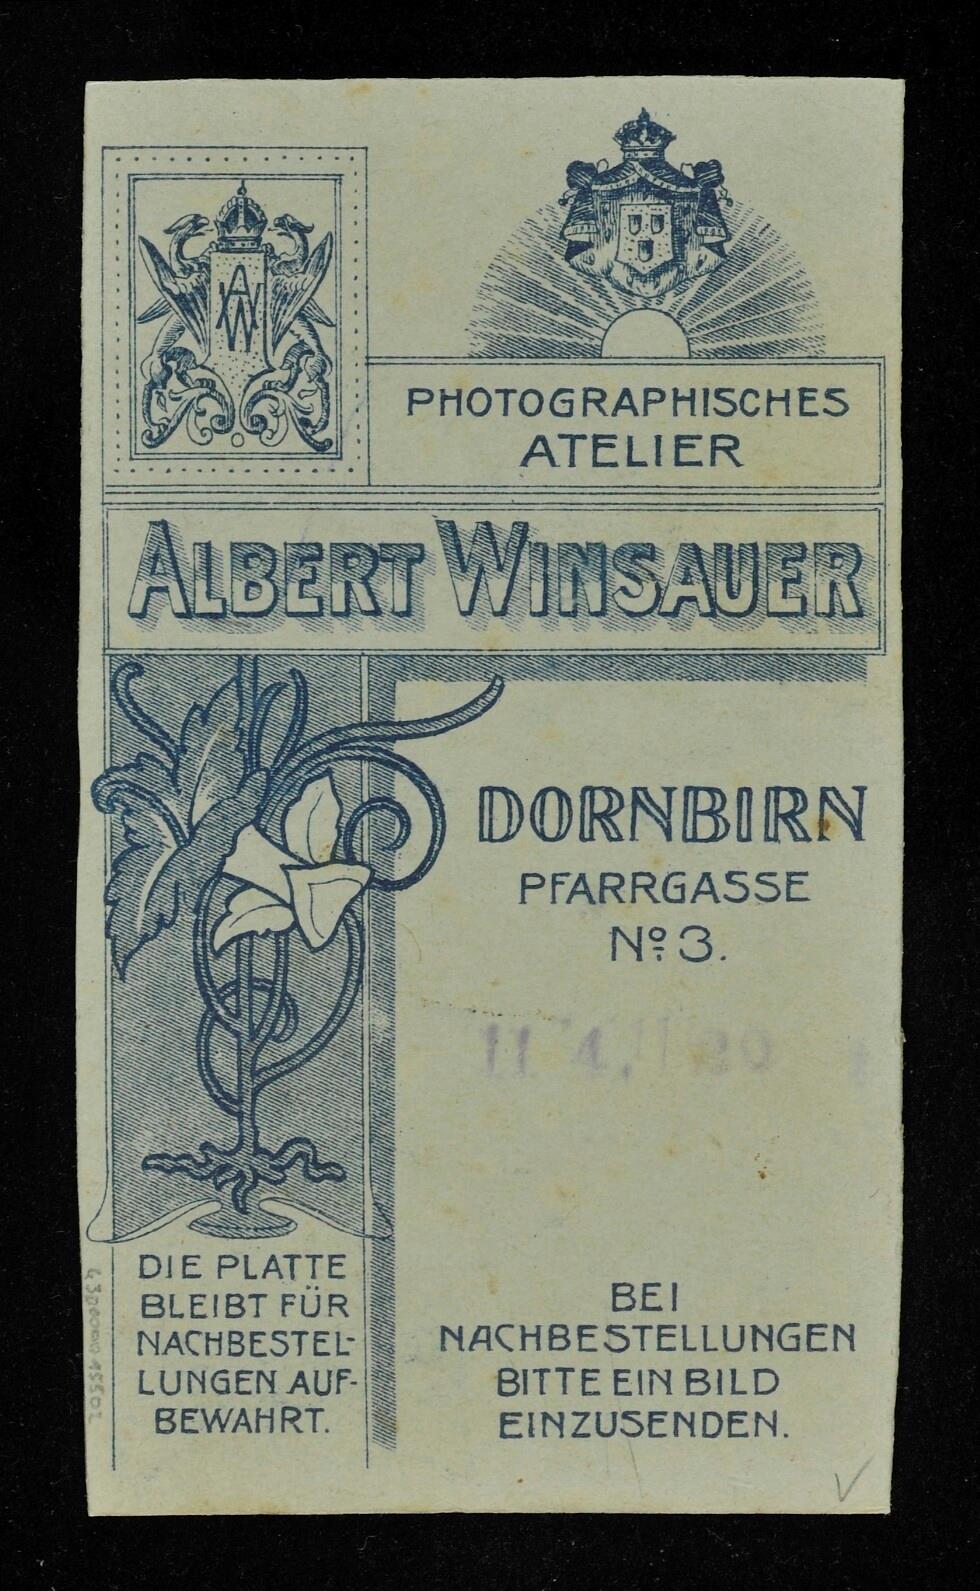 AW
PHOTOGRAPHISCHES
ATELIER
ALBERT WINSAUER
DORNBIRN
PFARRGASSE
Nº 3.
DIE PLATTE
BLEIBT FÜR
NACHBESTEL-
LUNGEN AUF-
BEWAHRT.
BEI
NACHBESTELLUNGEN
BITTE EIN BILD
EINZUSENDEN.